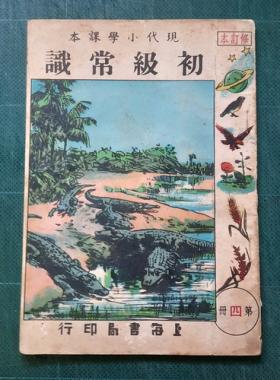 現代小學課本
修訂本
初級常識
第四冊
上海書局印行